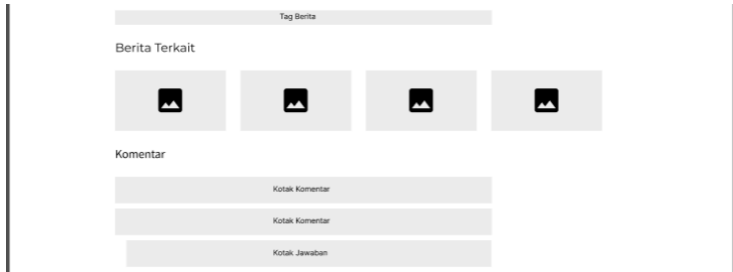 Tag Berita
Berita Terkait
Komentar
Kotak Komentar
Kotak Komentar
Kotak Jawaban